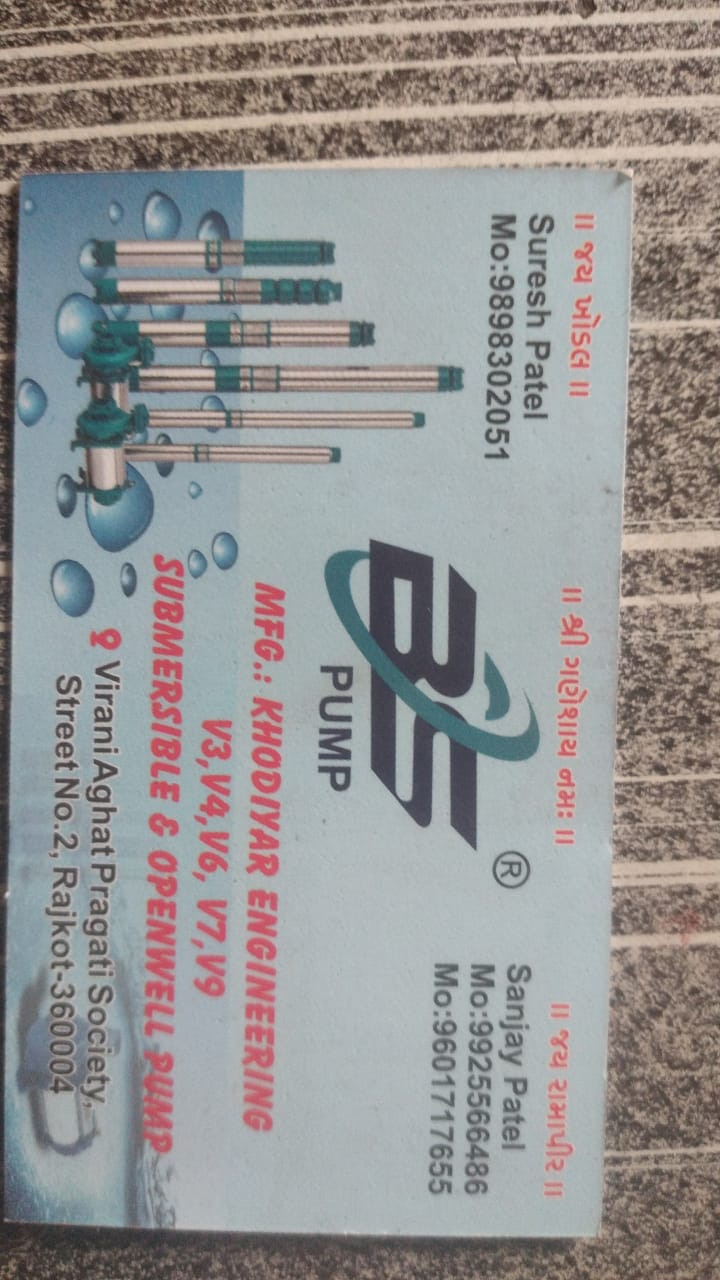 ॥ જય ખોડલ ॥
॥ શ્રી ગણેશાય નમઃ ॥
॥ જય રામાપીર ॥
Suresh Patel
Mo:9898302051
Sanjay Patel
Mo:9925566486
Mo:9601717655
BS ®
PUMP
MFG.: KHODIYAR ENGINEERING
V3,V4,V6, V7,V9
SUBMERSIBLE & OPENWELL PUMP
Virani Aghat Pragati Society,
Street No.2, Rajkot-360004